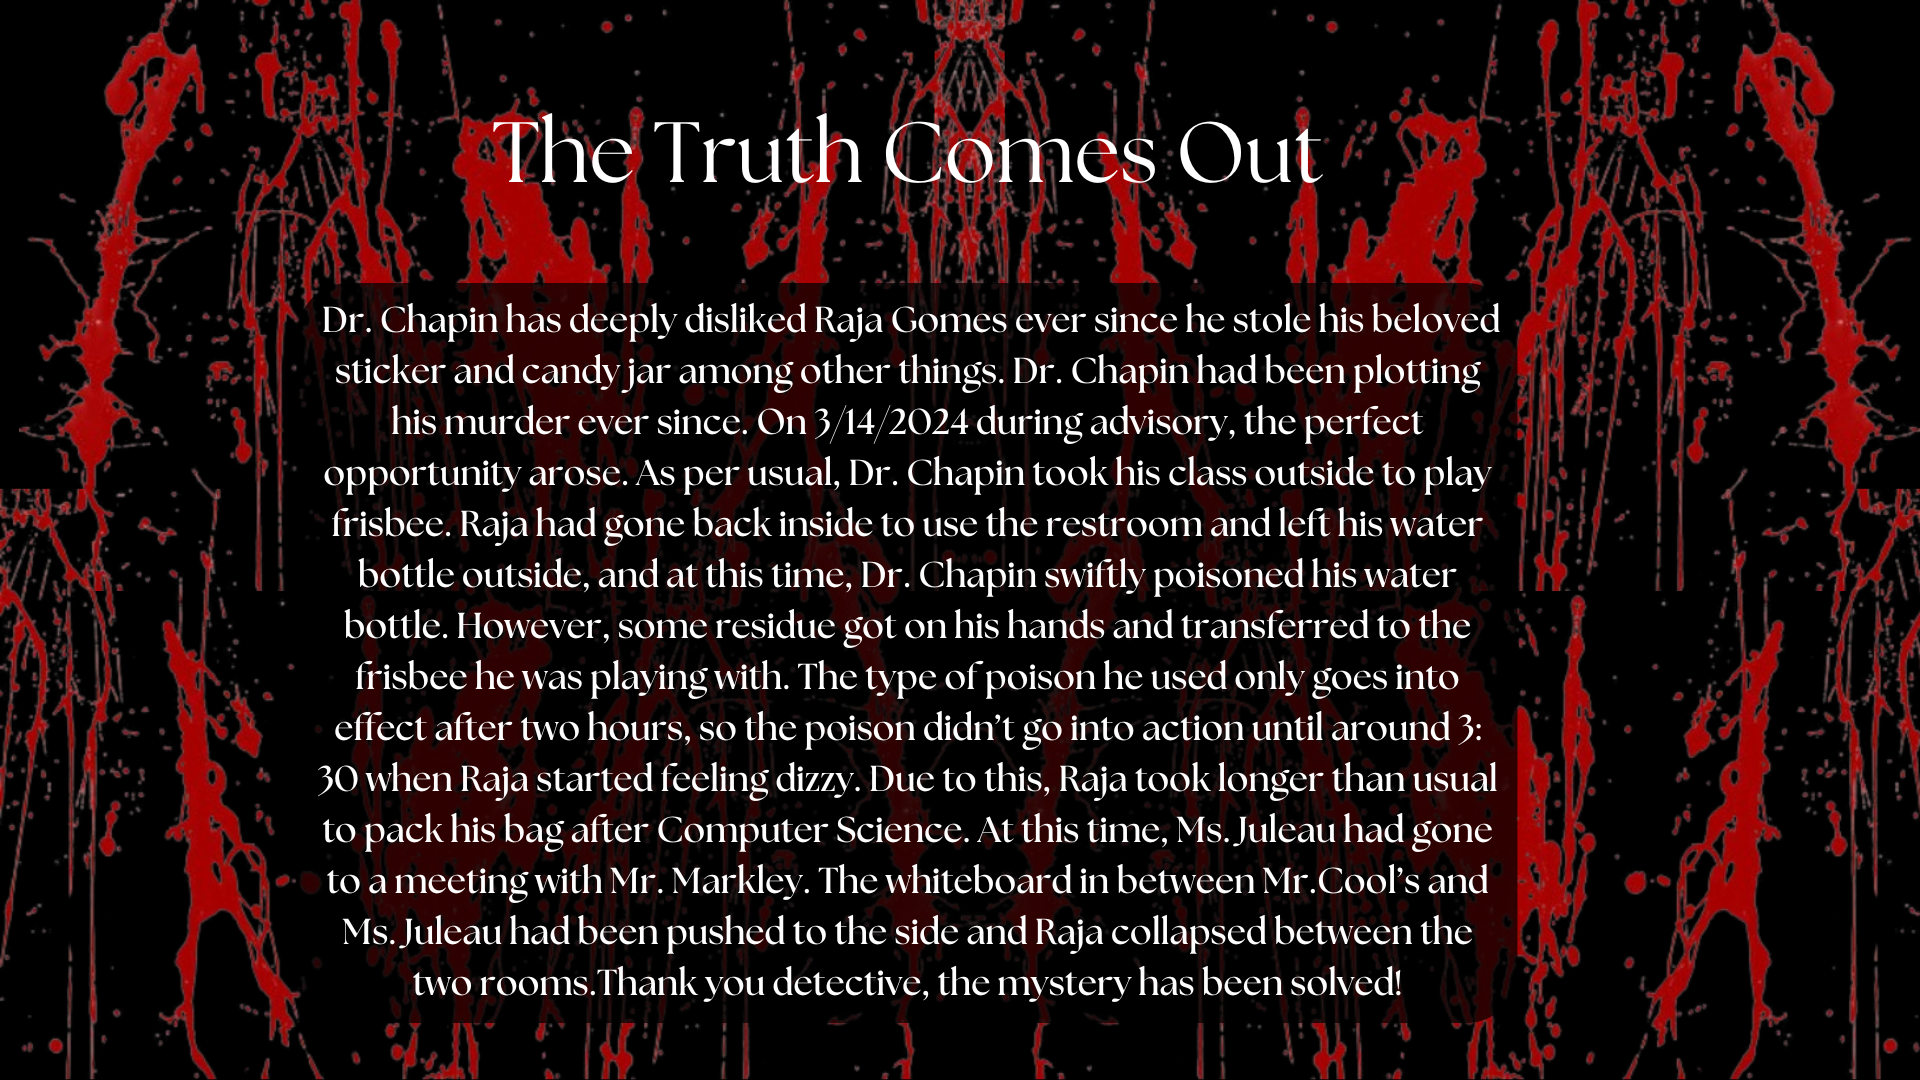 The Truth Comes Out
Dr. Chapin has deeply disliked Raja Gomes ever since he stole his beloved
sticker and candy jar among other things. Dr. Chapin had been plotting
his murder ever since. On 3/14/2024 during advisory, the perfect
opportunity arose. As per usual, Dr. Chapin took his class outside to play
frisbee. Raja had gone back inside to use the restroom and left his water
bottle outside, and at this time, Dr. Chapin swiftly poisoned his water
bottle. However, some residue got on his hands and transferred to the
frisbee he was playing with. The type of poison he used only goes into
effect after two hours, so the poison didn’t go into action until around 3:
30 when Raja started feeling dizzy. Due to this, Raja took longer than usual
to pack his bag after Computer Science. At this time, Ms. Juleau had gone
to a meeting with Mr. Markley. The whiteboard in between Mr.Cool’s and
Ms. Juleau had been pushed to the side and Raja collapsed between the
two rooms.Thank you detective, the mystery has been solved!